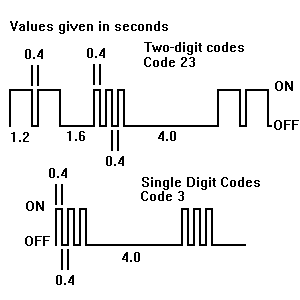 Values given in seconds
Two-digit codes
Code 23
0.4
0.4
ON
OFF
1.2
1.6
4.0
0.4
Single Digit Codes
Code 3
0.4
ON
OFF
4.0
0.4